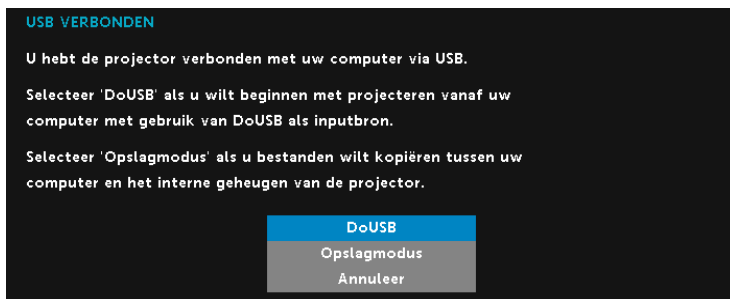 USB VERBONDEN
U hebt de projector verbonden met uw computer via USB.
Selecteer 'DoUSB' als u wilt beginnen met projecteren vanaf uw
computer met gebruik van DoUSB als inputbron.
Selecteer 'Opslagmodus' als u bestanden wilt kopiëren tussen uw
computer en het interne geheugen van de projector.
DoUSB
Opslagmodus
Annuleer